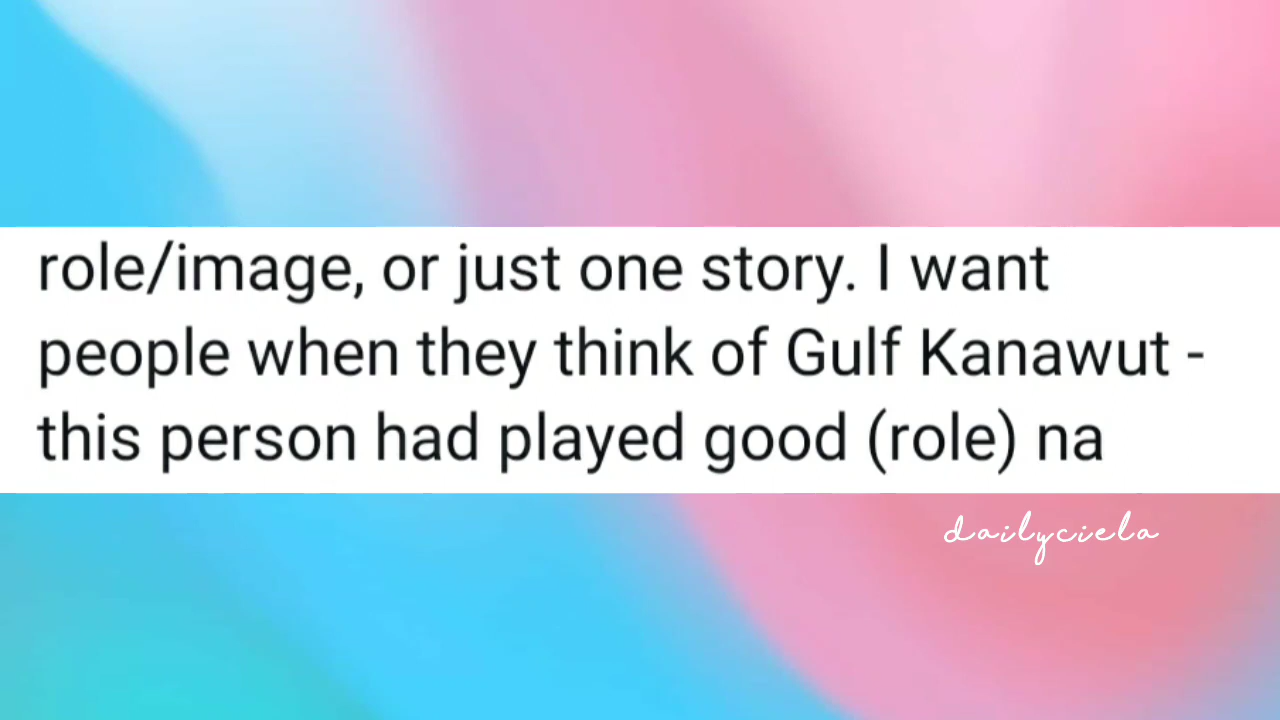 role/image, or just one story. I want
people when they think of Gulf Kanawut -
this person had played good (role) na
dailyciela